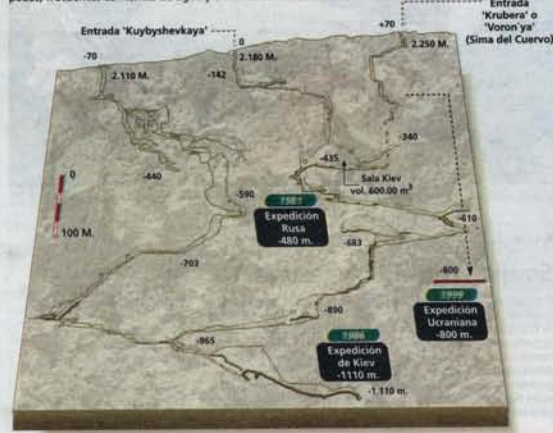 Entrada
'Krubera' o
'Voron'ya'
(Sima del Cuervo)
Entrada 'Kuybyshevkaya'
-70
0
+70
2.110 M.
-142
2.180 M.
2.250 M.
-340
-435
Sala Kiev
vol. 600.00 m³
-440
-590
0
100 M.
1981
Expedición
Rusa
-480 m.
-610
-683
-703
-800
1999
Expedición
Ucraniana
-800 m.
-890
-965
1986
Expedición
de Kiev
-1110 m.
-1.110 m.